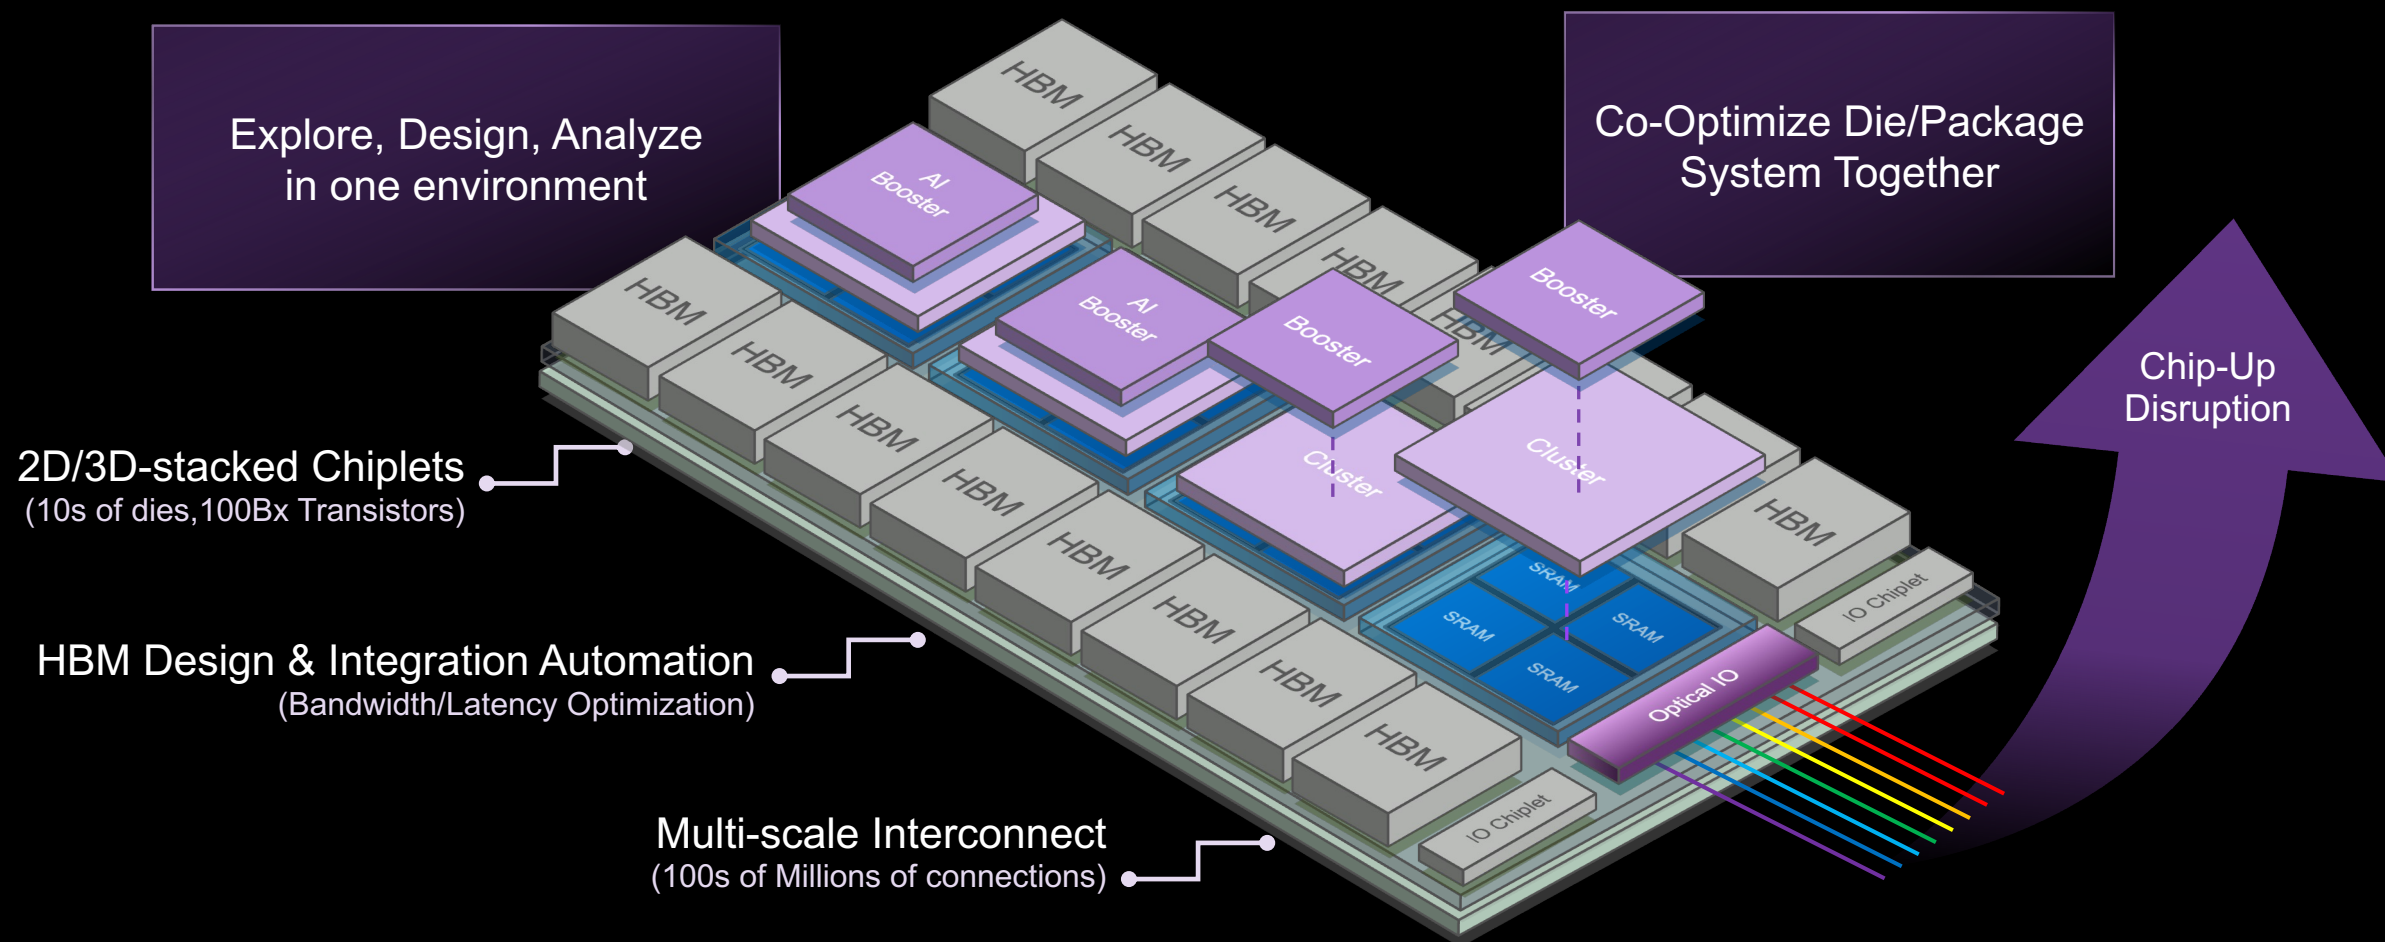 Explore, Design, Analyze
in one environment
Co-Optimize Die/Package
System Together
Chip-Up
Disruption
2D/3D-stacked Chiplets
(10s of dies,100Bx Transistors)
HBM Design & Integration Automation
(Bandwidth/Latency Optimization)
Multi-scale Interconnect
(100s of Millions of connections)
HBM
HBM
HBM
HBM
HBM
AI
Booster
AI
Booster
Booster
Booster
Cluster
Cluster
HBM
HBM
HBM
HBM
HBM
HBM
HBM
HBM
HBM
SRAM
SRAM
SRAM
SRAM
Optical IO
IO Chiplet
IO Chiplet